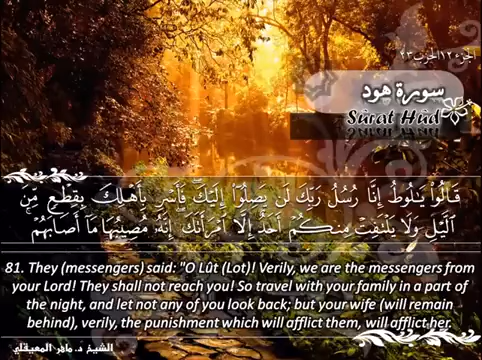 الجزء ١٢ الحزب ٢٣
سورة هود
Sûrat Hûd
قَالُوا۟ يَـٰلُوطُ إِنَّا رُسُلُ رَبِّكَ لَن يَصِلُوٓا۟ إِلَيْكَ ۖ فَأَسْرِ بِأَهْلِكَ بِقِطْعٍ مِّنَ
ٱلَّيْلِ وَلَا يَلْتَفِتْ مِنكُمْ أَحَدٌ إِلَّا ٱمْرَأَتَكَ ۖ إِنَّهُۥ مُصِيبُهَا مَآ أَصَابَهُمْ ۚ
81. They (messengers) said: "O Lût (Lot)! Verily, we are the messengers from
your Lord! They shall not reach you! So travel with your family in a part of
the night, and let not any of you look back; but your wife (will remain
behind), verily, the punishment which will afflict them, will afflict her.
الشيخ د. ماهر المعيقلي